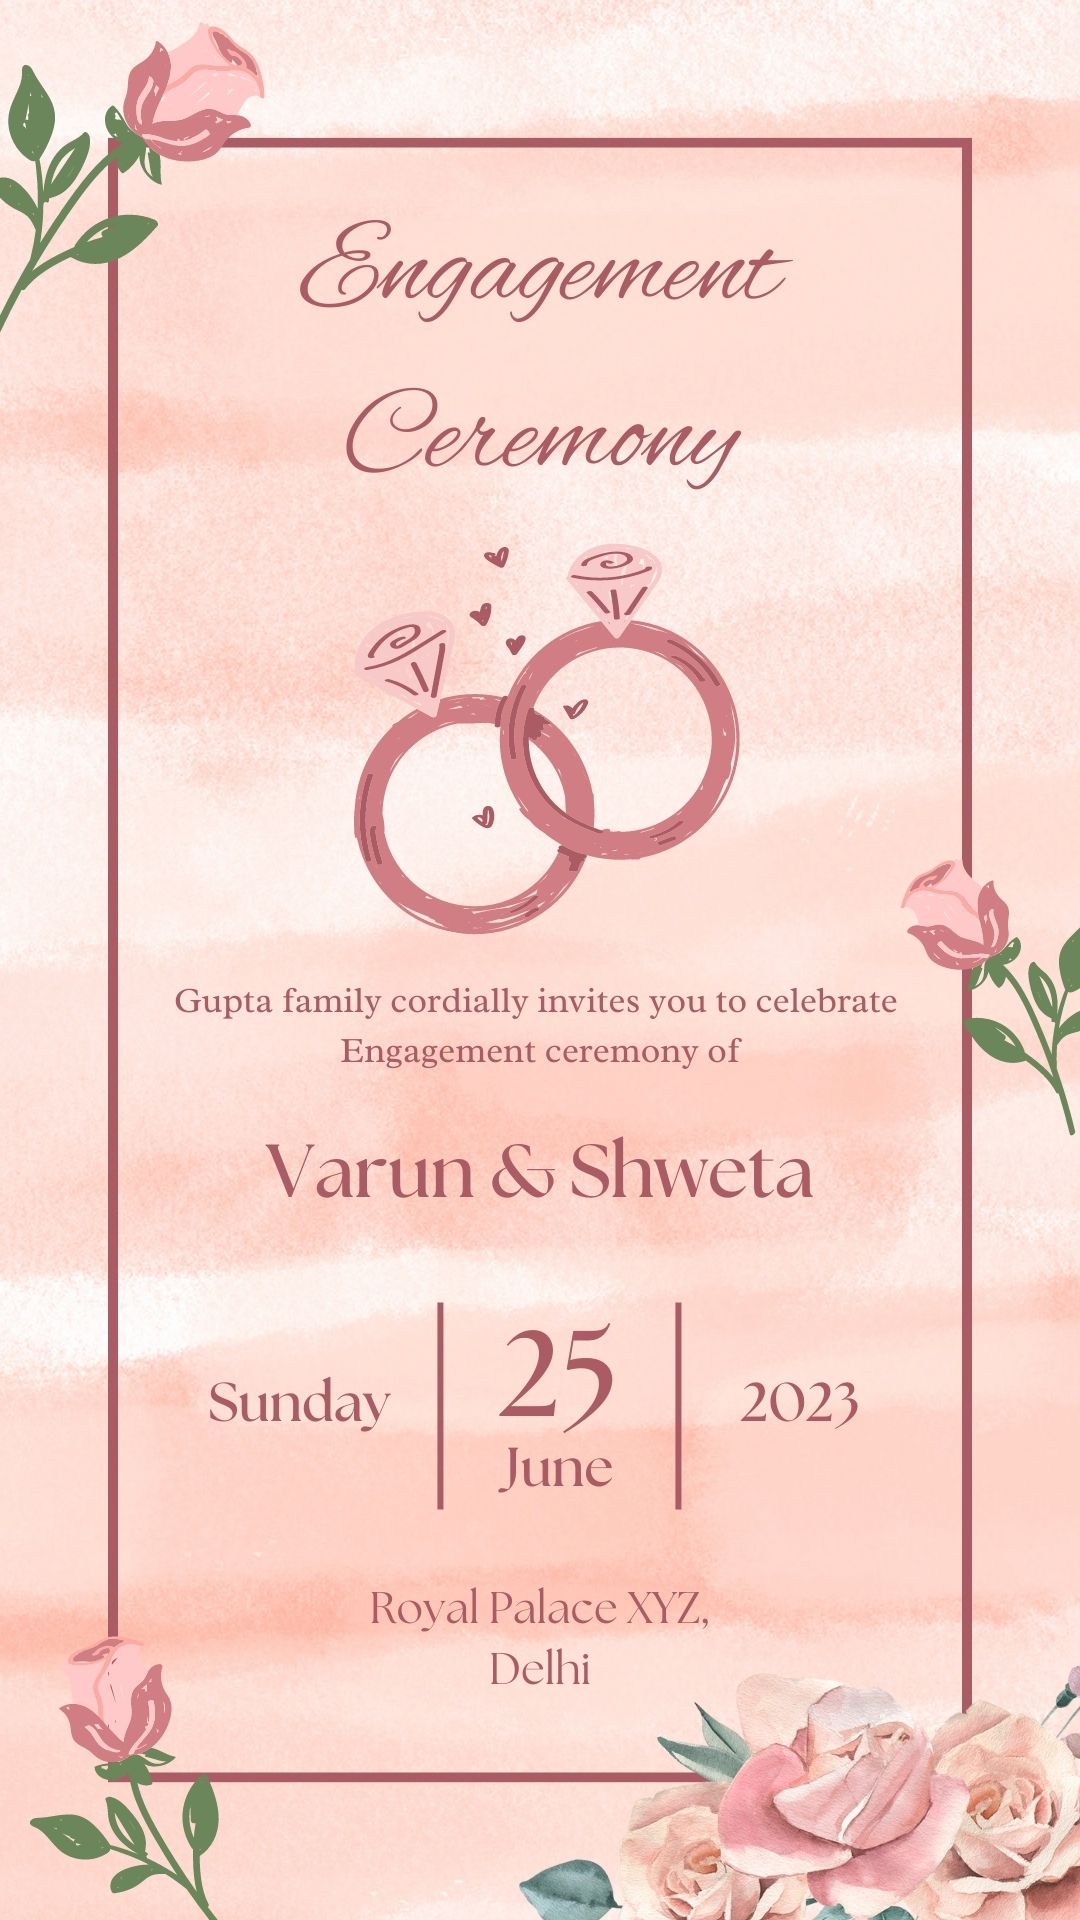 Engagement
Ceremony
Gupta family cordially invites you to celebrate
Engagement ceremony of
Varun & Shweta
Sunday
25
June
2023
Royal Palace XYZ,
Delhi